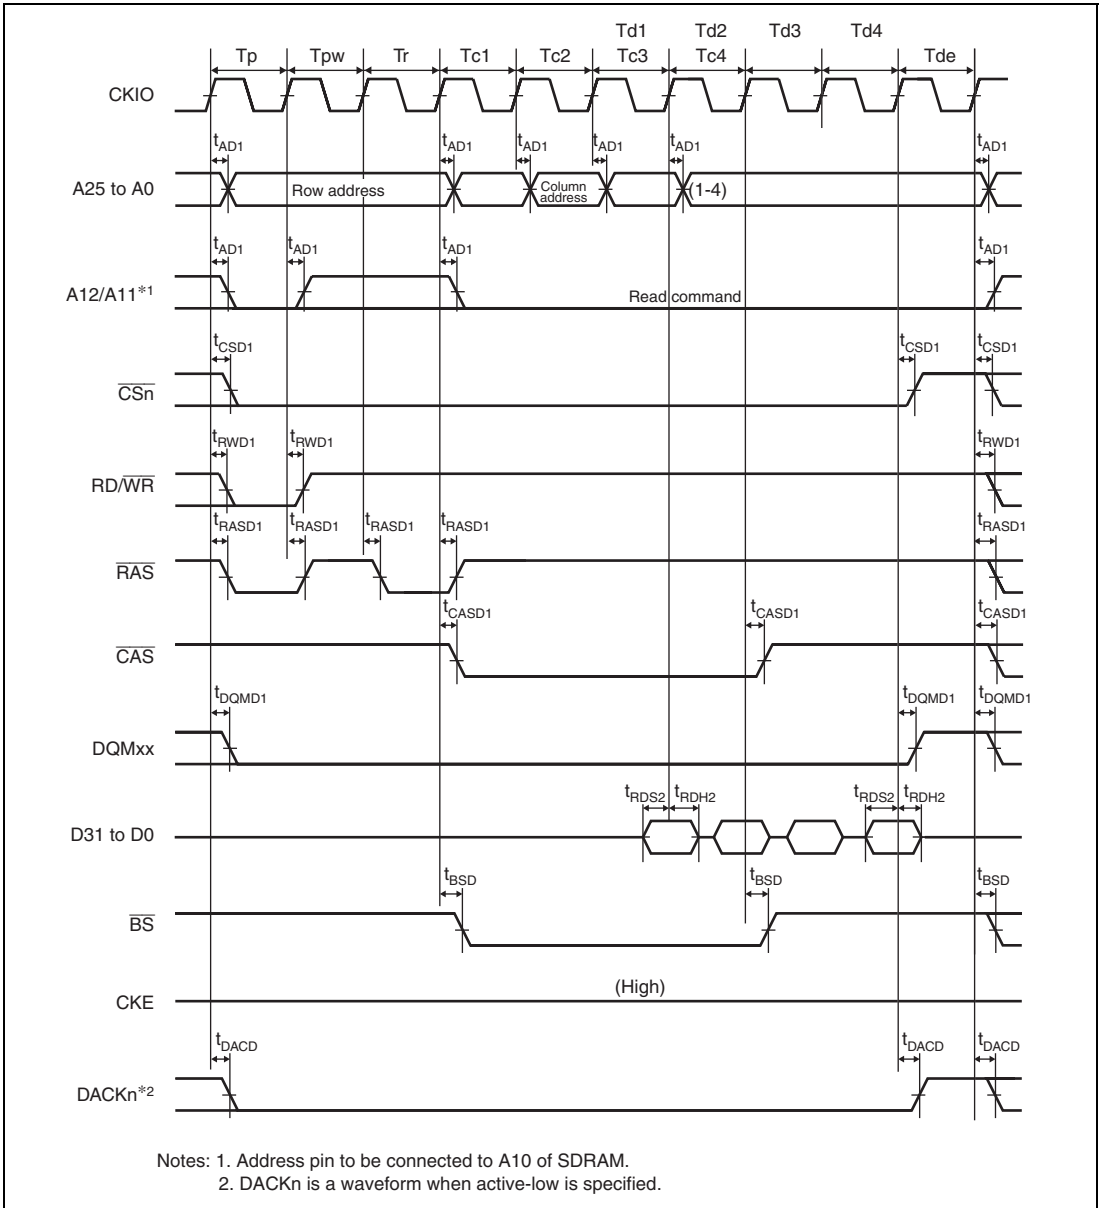 Td1 Td2 Td3 Td4
Tp Tpw Tr Tc1 Tc2 Tc3 Tc4 Tde
CKIO
tAD1 tAD1 tAD1 tAD1 tAD1 tAD1
A25 to A0 Row address Column address (1-4)
tAD1 tAD1 tAD1 tAD1
A12/A11*1 Read command
tCSD1 tCSD1 tCSD1
CSn
tRWD1 tRWD1 tRWD1
RD/WR
tRASD1 tRASD1 tRASD1 tRASD1 tRASD1
RAS
tCASD1 tCASD1 tCASD1
CAS
tDQMD1 tDQMD1 tDQMD1
DQMxx
tRDS2 tRDH2 tRDS2 tRDH2
D31 to D0
tBSD tBSD tBSD
BS
(High)
CKE
tDACD tDACD tDACD
DACKn*2
Notes: 1. Address pin to be connected to A10 of SDRAM.
2. DACKn is a waveform when active-low is specified.